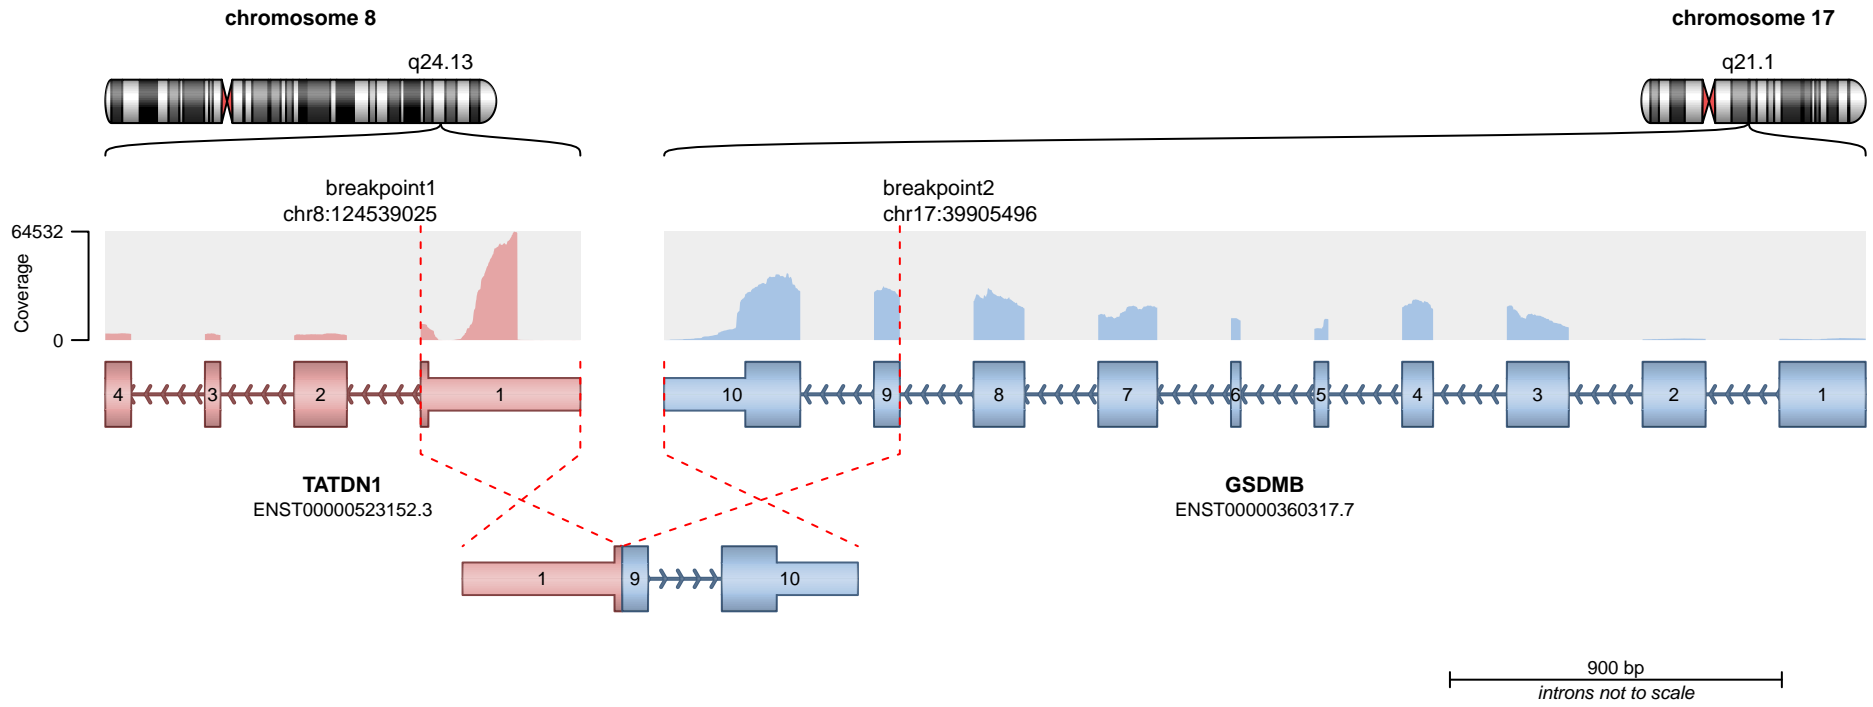 chromosome 8
chromosome 17
q24.13
q21.1
breakpoint1
chr8:124539025
breakpoint2
chr17:39905496
64532
Coverage
0
4 3 2 1
10 9 8 7 6 5 4 3 2 1
TATDN1
ENST00000523152.3
GSDMB
ENST00000360317.7
1 9 10
900 bp
introns not to scale